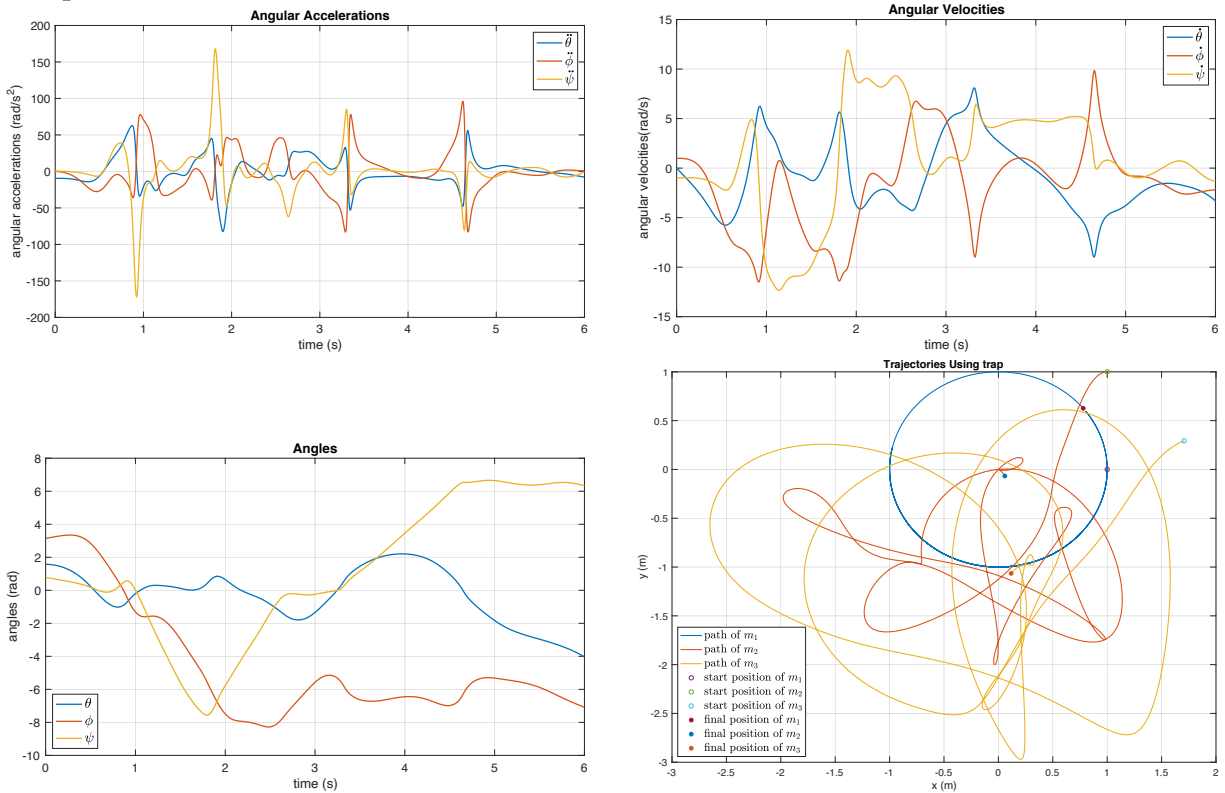 Angular Accelerations
200
150
100
50
0
-50
-100
-150
-200
0 1 2 3 4 5 6
time (s)
angular accelerations (rad/s²)
θ̈
ϕ̈
ψ̈
Angular Velocities
15
10
5
0
-5
-10
-15
0 1 2 3 4 5 6
time (s)
angular velocities(rad/s)
θ̇
ϕ̇
ψ̇
Angles
8
6
4
2
0
-2
-4
-6
-8
-10
0 1 2 3 4 5 6
time (s)
angles (rad)
θ
ϕ
ψ
Trajectories Using trap
1
0.5
0
-0.5
-1
-1.5
-2
-2.5
-3
-3 -2.5 -2 -1.5 -1 -0.5 0 0.5 1 1.5 2
x (m)
y (m)
path of m₁
path of m₂
path of m₃
start position of m₁
start position of m₂
start position of m₃
final position of m₁
final position of m₂
final position of m₃